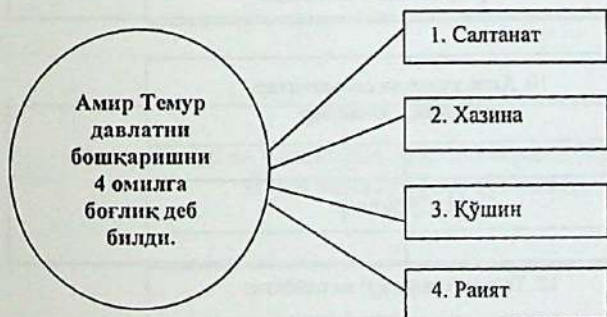 Амир Темур
давлатни
бошқаришни
4 омилга
боғлиқ деб
билди.
1. Салтанат
2. Хазина
3. Қўшин
4. Раият